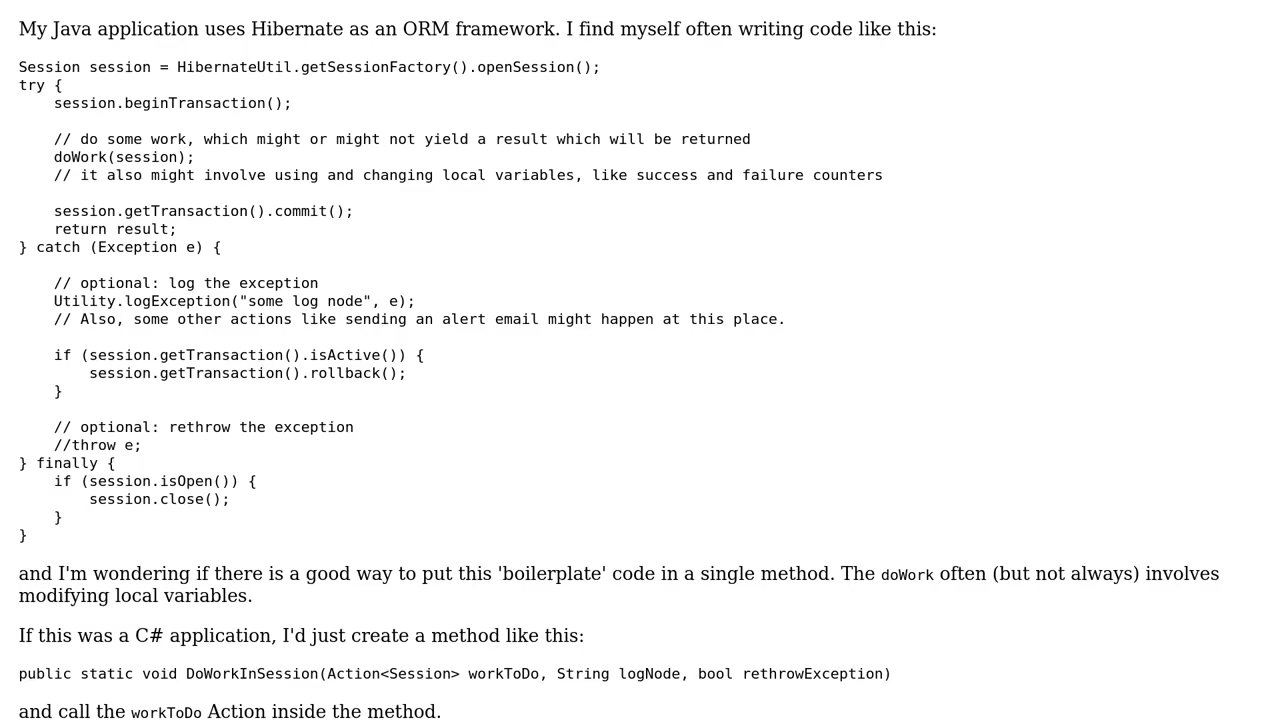 My Java application uses Hibernate as an ORM framework. I find myself often writing code like this:
Session session = HibernateUtil.getSessionFactory().openSession();
try {
    session.beginTransaction();

    // do some work, which might or might not yield a result which will be returned
    doWork(session);
    // it also might involve using and changing local variables, like success and failure counters

    session.getTransaction().commit();
    return result;
} catch (Exception e) {

    // optional: log the exception
    Utility.logException("some log node", e);
    // Also, some other actions like sending an alert email might happen at this place.

    if (session.getTransaction().isActive()) {
        session.getTransaction().rollback();
    }

    // optional: rethrow the exception
    //throw e;
} finally {
    if (session.isOpen()) {
        session.close();
    }
}
and I'm wondering if there is a good way to put this 'boilerplate' code in a single method. The doWork often (but not always) involves
modifying local variables.
If this was a C# application, I'd just create a method like this:
public static void DoWorkInSession(Action<Session> workToDo, String logNode, bool rethrowException)
and call the workToDo Action inside the method.